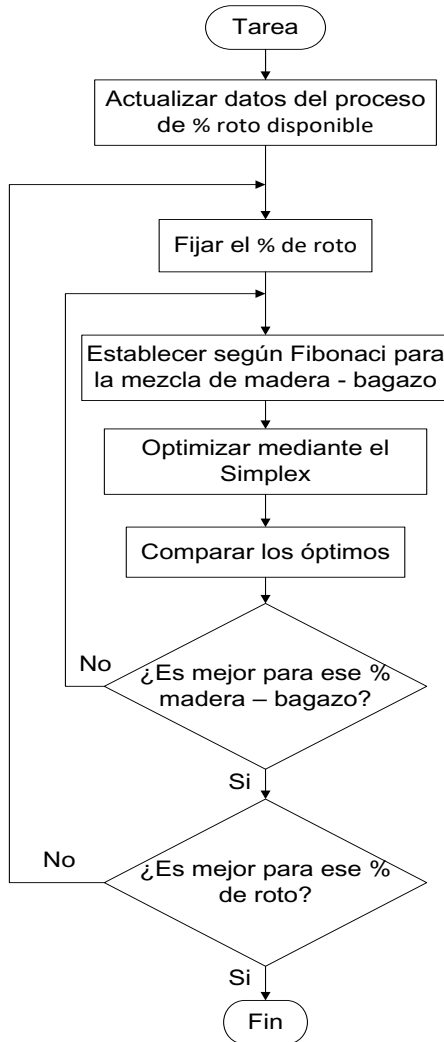 Tarea
Actualizar datos del proceso
de % roto disponible
Fijar el % de roto
Establecer según Fibonaci para
la mezcla de madera - bagazo
Optimizar mediante el
Simplex
Comparar los óptimos
No
¿Es mejor para ese %
madera – bagazo?
Si
No
¿Es mejor para ese %
de roto?
Si
Fin